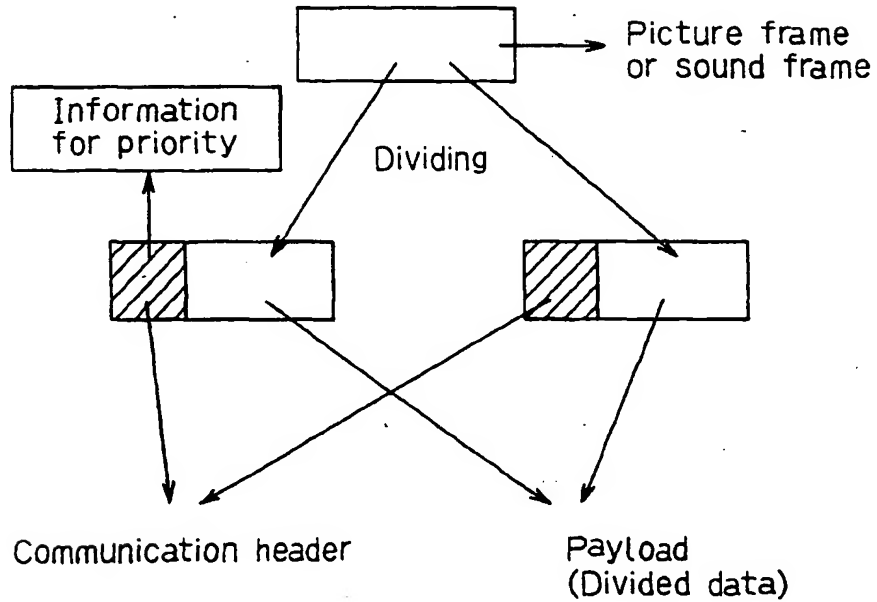 Picture frame
or sound frame
Information
for priority
Dividing
Communication header
Payload
(Divided data)